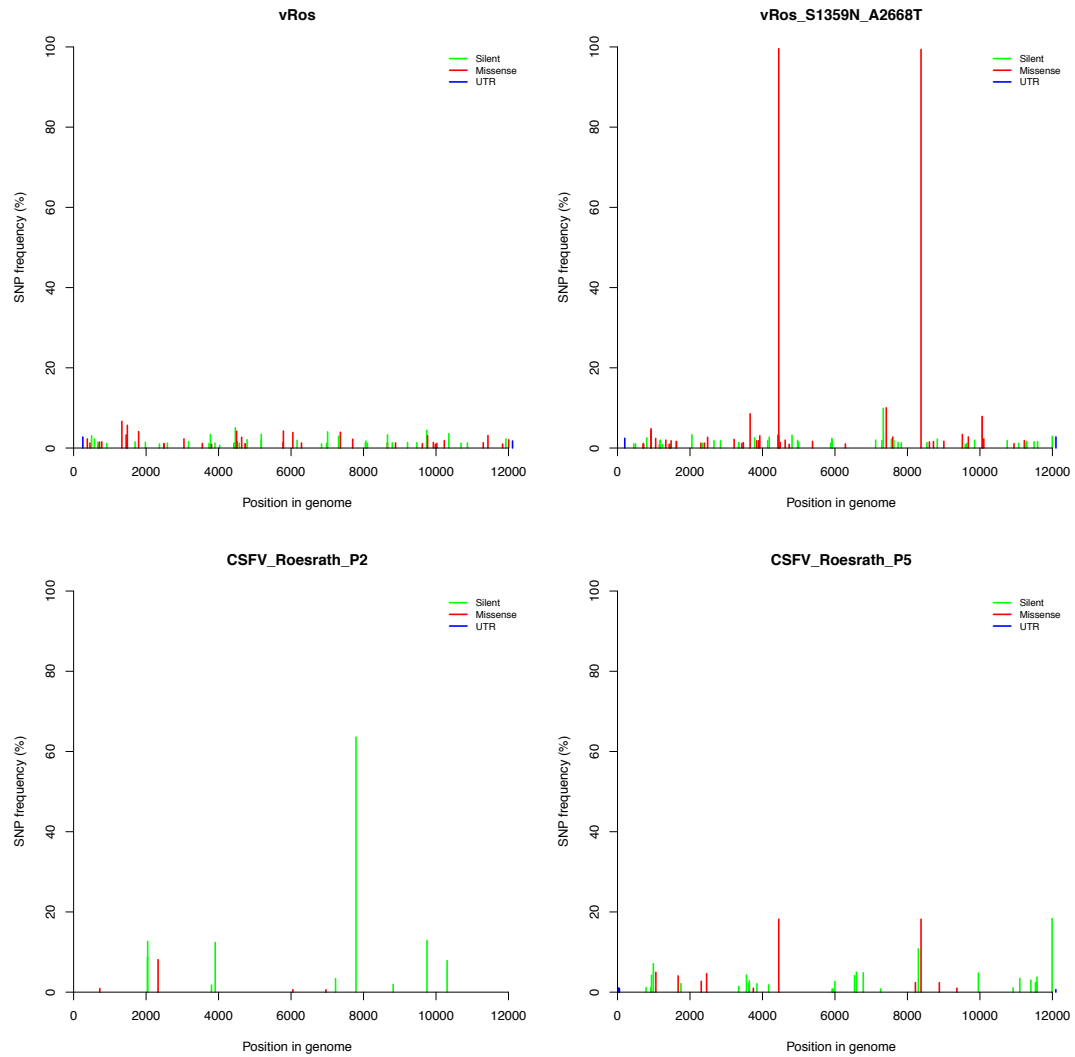 vRos
100
80
60
40
20
0
SNP frequency (%)
Silent
Missense
UTR
0 2000 4000 6000 8000 10000 12000
Position in genome
vRos_S1359N_A2668T
100
80
60
40
20
0
SNP frequency (%)
Silent
Missense
UTR
0 2000 4000 6000 8000 10000 12000
Position in genome
CSFV_Roesrath_P2
100
80
60
40
20
0
SNP frequency (%)
Silent
Missense
UTR
0 2000 4000 6000 8000 10000 12000
Position in genome
CSFV_Roesrath_P5
100
80
60
40
20
0
SNP frequency (%)
Silent
Missense
UTR
0 2000 4000 6000 8000 10000 12000
Position in genome